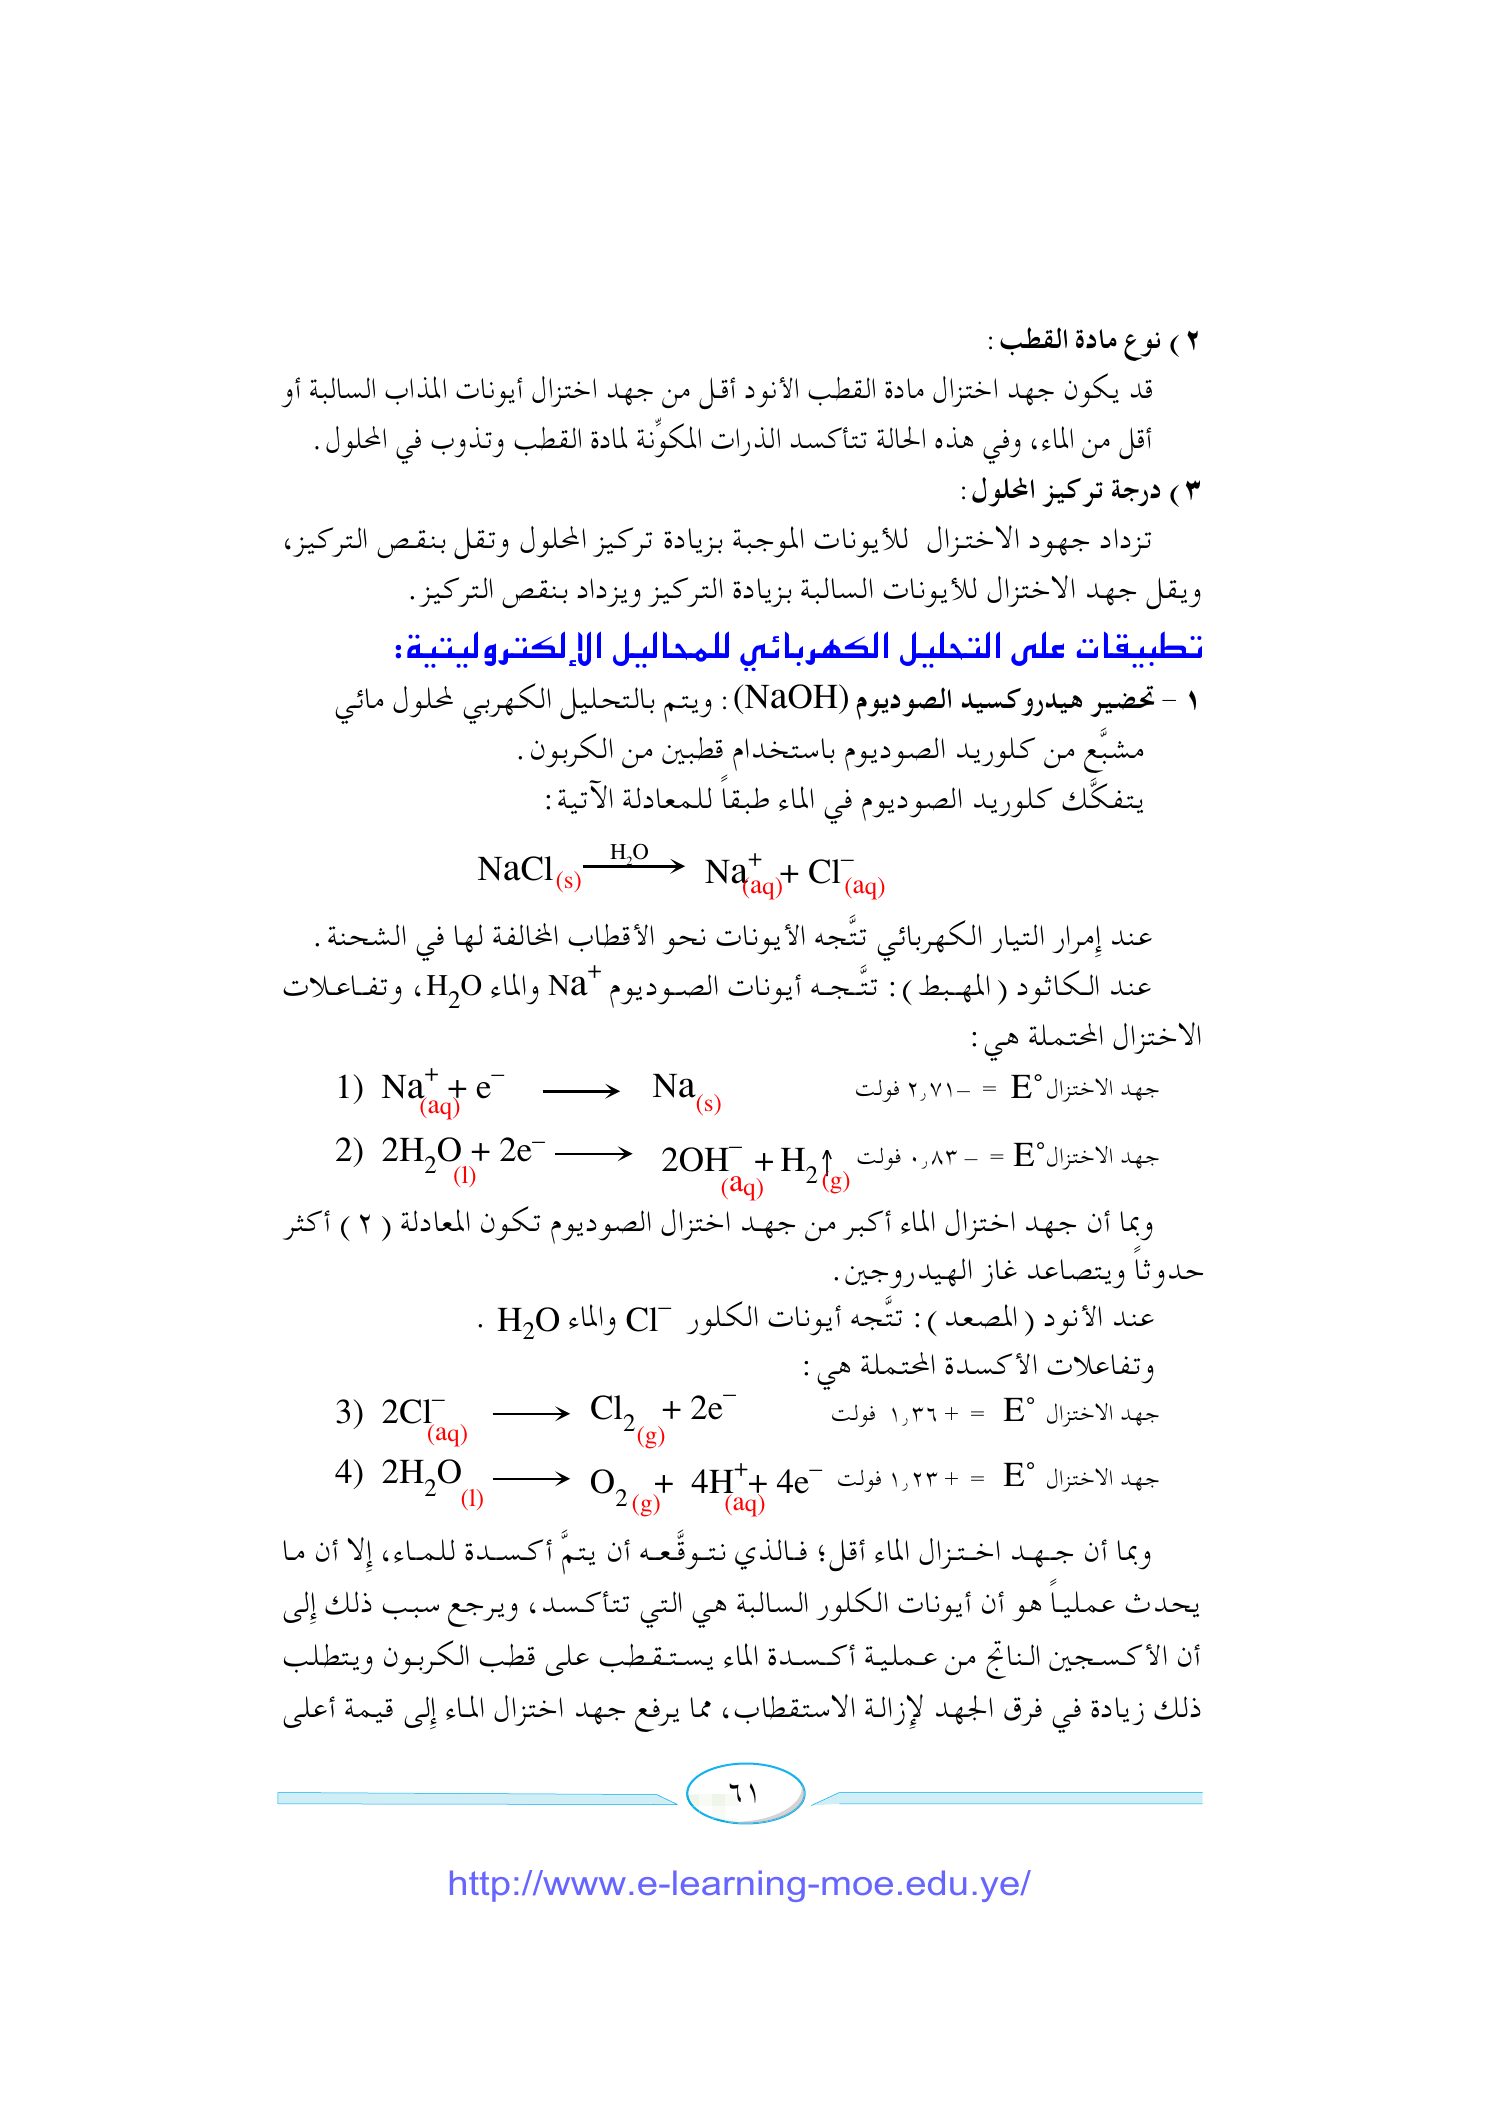 ٢ ) نوع مادة القطب :
قد يكون جهد اختزال مادة القطب الأنود أقل من جهد اختزال أيونات المذاب السالبة أو
أقل من الماء، وفي هذه الحالة تتأكسد الذرات المكوِّنة لمادة القطب وتذوب في المحلول .
٣ ) درجة تركيز المحلول :
تزداد جهود الاختزال للأيونات الموجبة بزيادة تركيز المحلول وتقل بنقص التركيز،
ويقل جهد الاختزال للأيونات السالبة بزيادة التركيز ويزداد بنقص التركيز.
تطبيقات على التحليل الكهربائي للمحاليل الإلكتروليتية:
١ – تحضير هيدروكسيد الصوديوم (NaOH) : ويتم بالتحليل الكهربي لمحلول مائي
مشبَّع من كلوريد الصوديوم باستخدام قطبين من الكربون .
يتفكَّك كلوريد الصوديوم في الماء طبقاً للمعادلة الآتية:
NaCl(s) —H₂O→ Na⁺(aq) + Cl⁻(aq)
عند إمرار التيار الكهربائي تتَّجه الأيونات نحو الأقطاب المخالفة لها في الشحنة .
عند الكاثود ( المهبط ) : تتَّجه أيونات الصوديوم Na⁺ والماء H₂O ، وتفاعلات
الاختزال المحتملة هي :
1) Na⁺(aq) + e⁻ → Na(s) جهد الاختزال E° = –٢٫٧١ فولت
2) 2H₂O(l) + 2e⁻ → 2OH⁻(aq) + H₂↑(g) جهد الاختزال E° = – ٠٫٨٣ فولت
وبما أن جهد اختزال الماء أكبر من جهد اختزال الصوديوم تكون المعادلة ( ٢ ) أكثر
حدوثاً ويتصاعد غاز الهيدروجين.
عند الأنود ( المصعد ) : تتَّجه أيونات الكلور Cl⁻ والماء H₂O .
وتفاعلات الأكسدة المحتملة هي :
3) 2Cl⁻(aq) → Cl₂(g) + 2e⁻ جهد الاختزال E° = + ١٫٣٦ فولت
4) 2H₂O(l) → O₂(g) + 4H⁺(aq) + 4e⁻ جهد الاختزال E° = + ١٫٢٣ فولت
وبما أن جهد اختزال الماء أقل؛ فالذي نتوقَّعه أن يتمَّ أكسدة للماء، إلا أن ما
يحدث عملياً هو أن أيونات الكلور السالبة هي التي تتأكسد، ويرجع سبب ذلك إلى
أن الأكسجين الناتج من عملية أكسدة الماء يستقطب على قطب الكربون ويتطلب
ذلك زيادة في فرق الجهد لإزالة الاستقطاب، مما يرفع جهد اختزال الماء إلى قيمة أعلى
٦١
http://www.e-learning-moe.edu.ye/